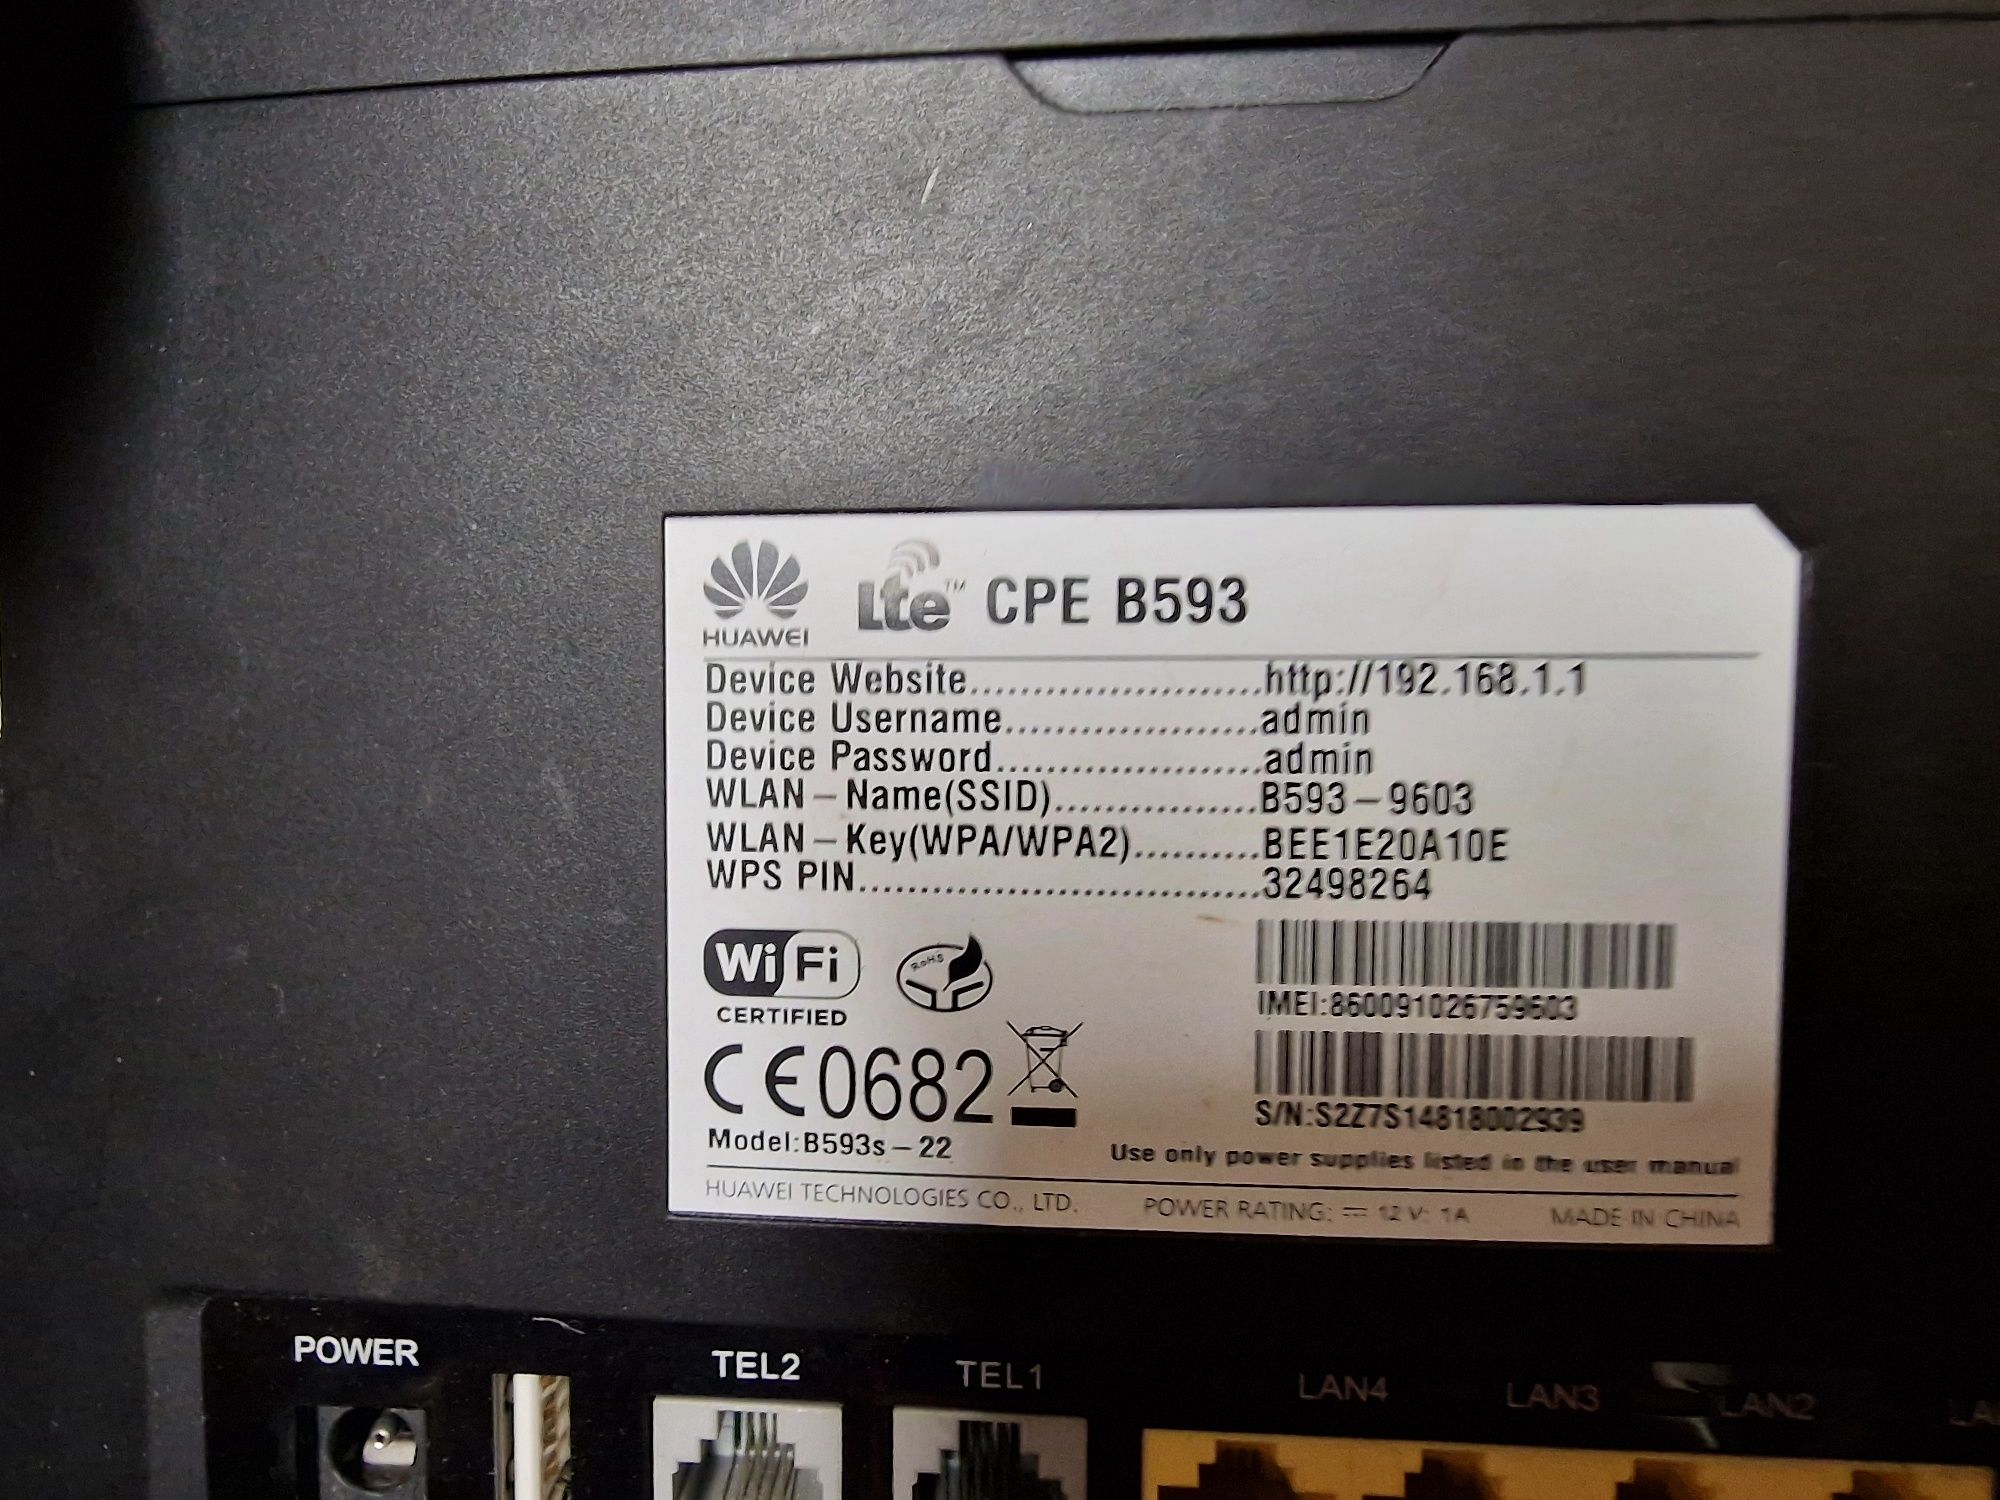 HUAWEI
Lte™ CPE B593
Device Website........................http://192.168.1.1
Device Username.....................admin
Device Password......................admin
WLAN – Name(SSID)................B593 – 9603
WLAN – Key(WPA/WPA2)..........BEE1E20A10E
WPS PIN.................................32498264
WiFi
CERTIFIED
RoHS
IMEI:860091026759603
CE0682
S/N:S2Z7S14818002939
Model:B593s – 22
Use only power supplies listed in the user manual
HUAWEI TECHNOLOGIES CO., LTD. POWER RATING: ⎓ 12 V; 1A MADE IN CHINA
POWER TEL2 TEL1 LAN4 LAN3 LAN2